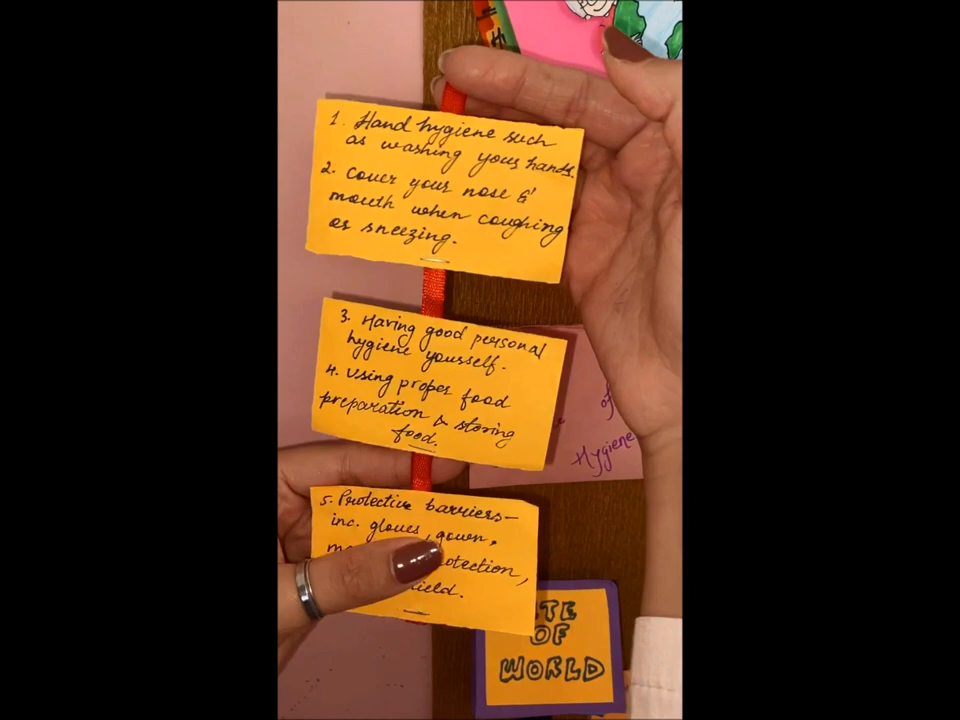 1. Hand hygiene such
as washing your hands.
2. Cover your nose &
mouth when coughing
or sneezing.
3. Having good personal
hygiene yourself.
4. Using proper food
preparation & storing
food.
5. Protective barriers-
inc. gloves, gown,
of
Hygiene
OF
WORLD